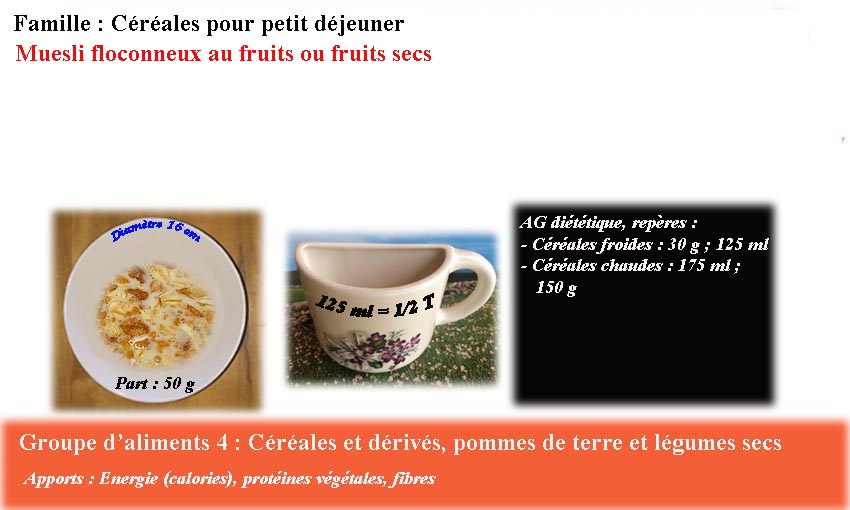 Famille : Céréales pour petit déjeuner
Muesli floconneux au fruits ou fruits secs
Diamètre 16 cm
Part : 50 g
125 ml = 1/2 T
AG diététique, repères :
- Céréales froides : 30 g ; 125 ml
- Céréales chaudes : 175 ml ;
150 g
Groupe d’aliments 4 : Céréales et dérivés, pommes de terre et légumes secs
Apports : Energie (calories), protéines végétales, fibres